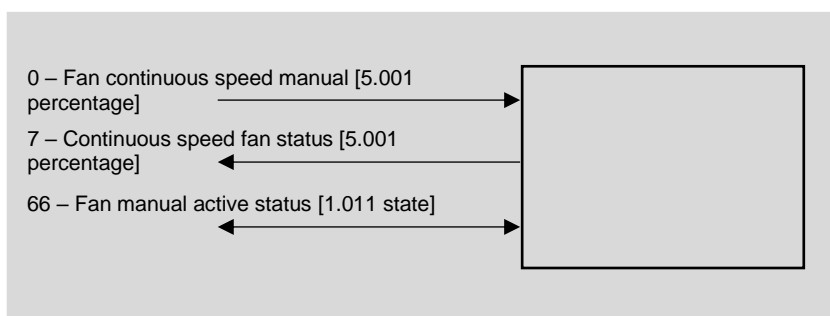 0 – Fan continuous speed manual [5.001
percentage]
7 – Continuous speed fan status [5.001
percentage]
66 – Fan manual active status [1.011 state]